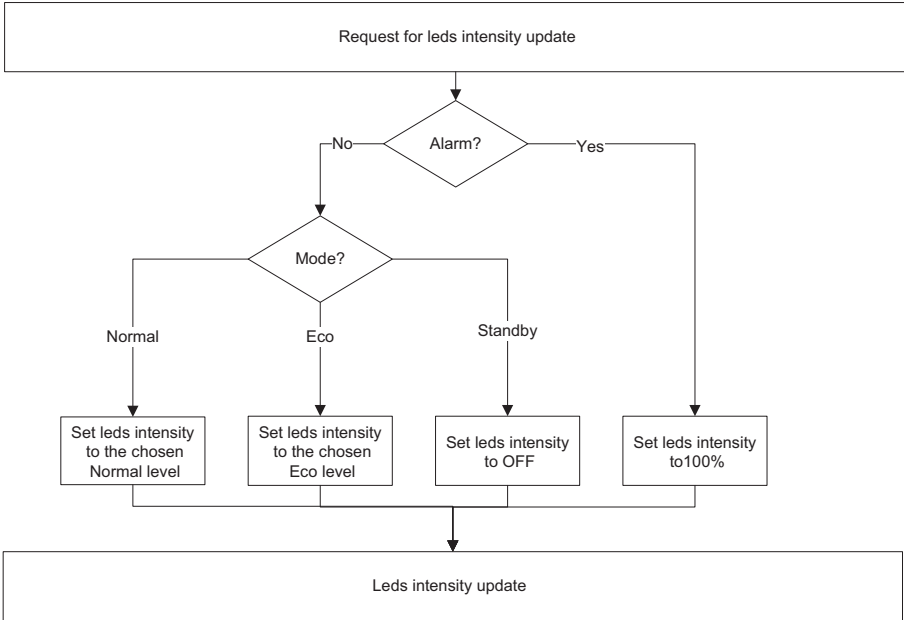 Request for leds intensity update
Alarm?
No
Yes
Mode?
Normal
Eco
Standby
Set leds intensity
to the chosen
Normal level
Set leds intensity
to the chosen
Eco level
Set leds intensity
to OFF
Set leds intensity
to100%
Leds intensity update